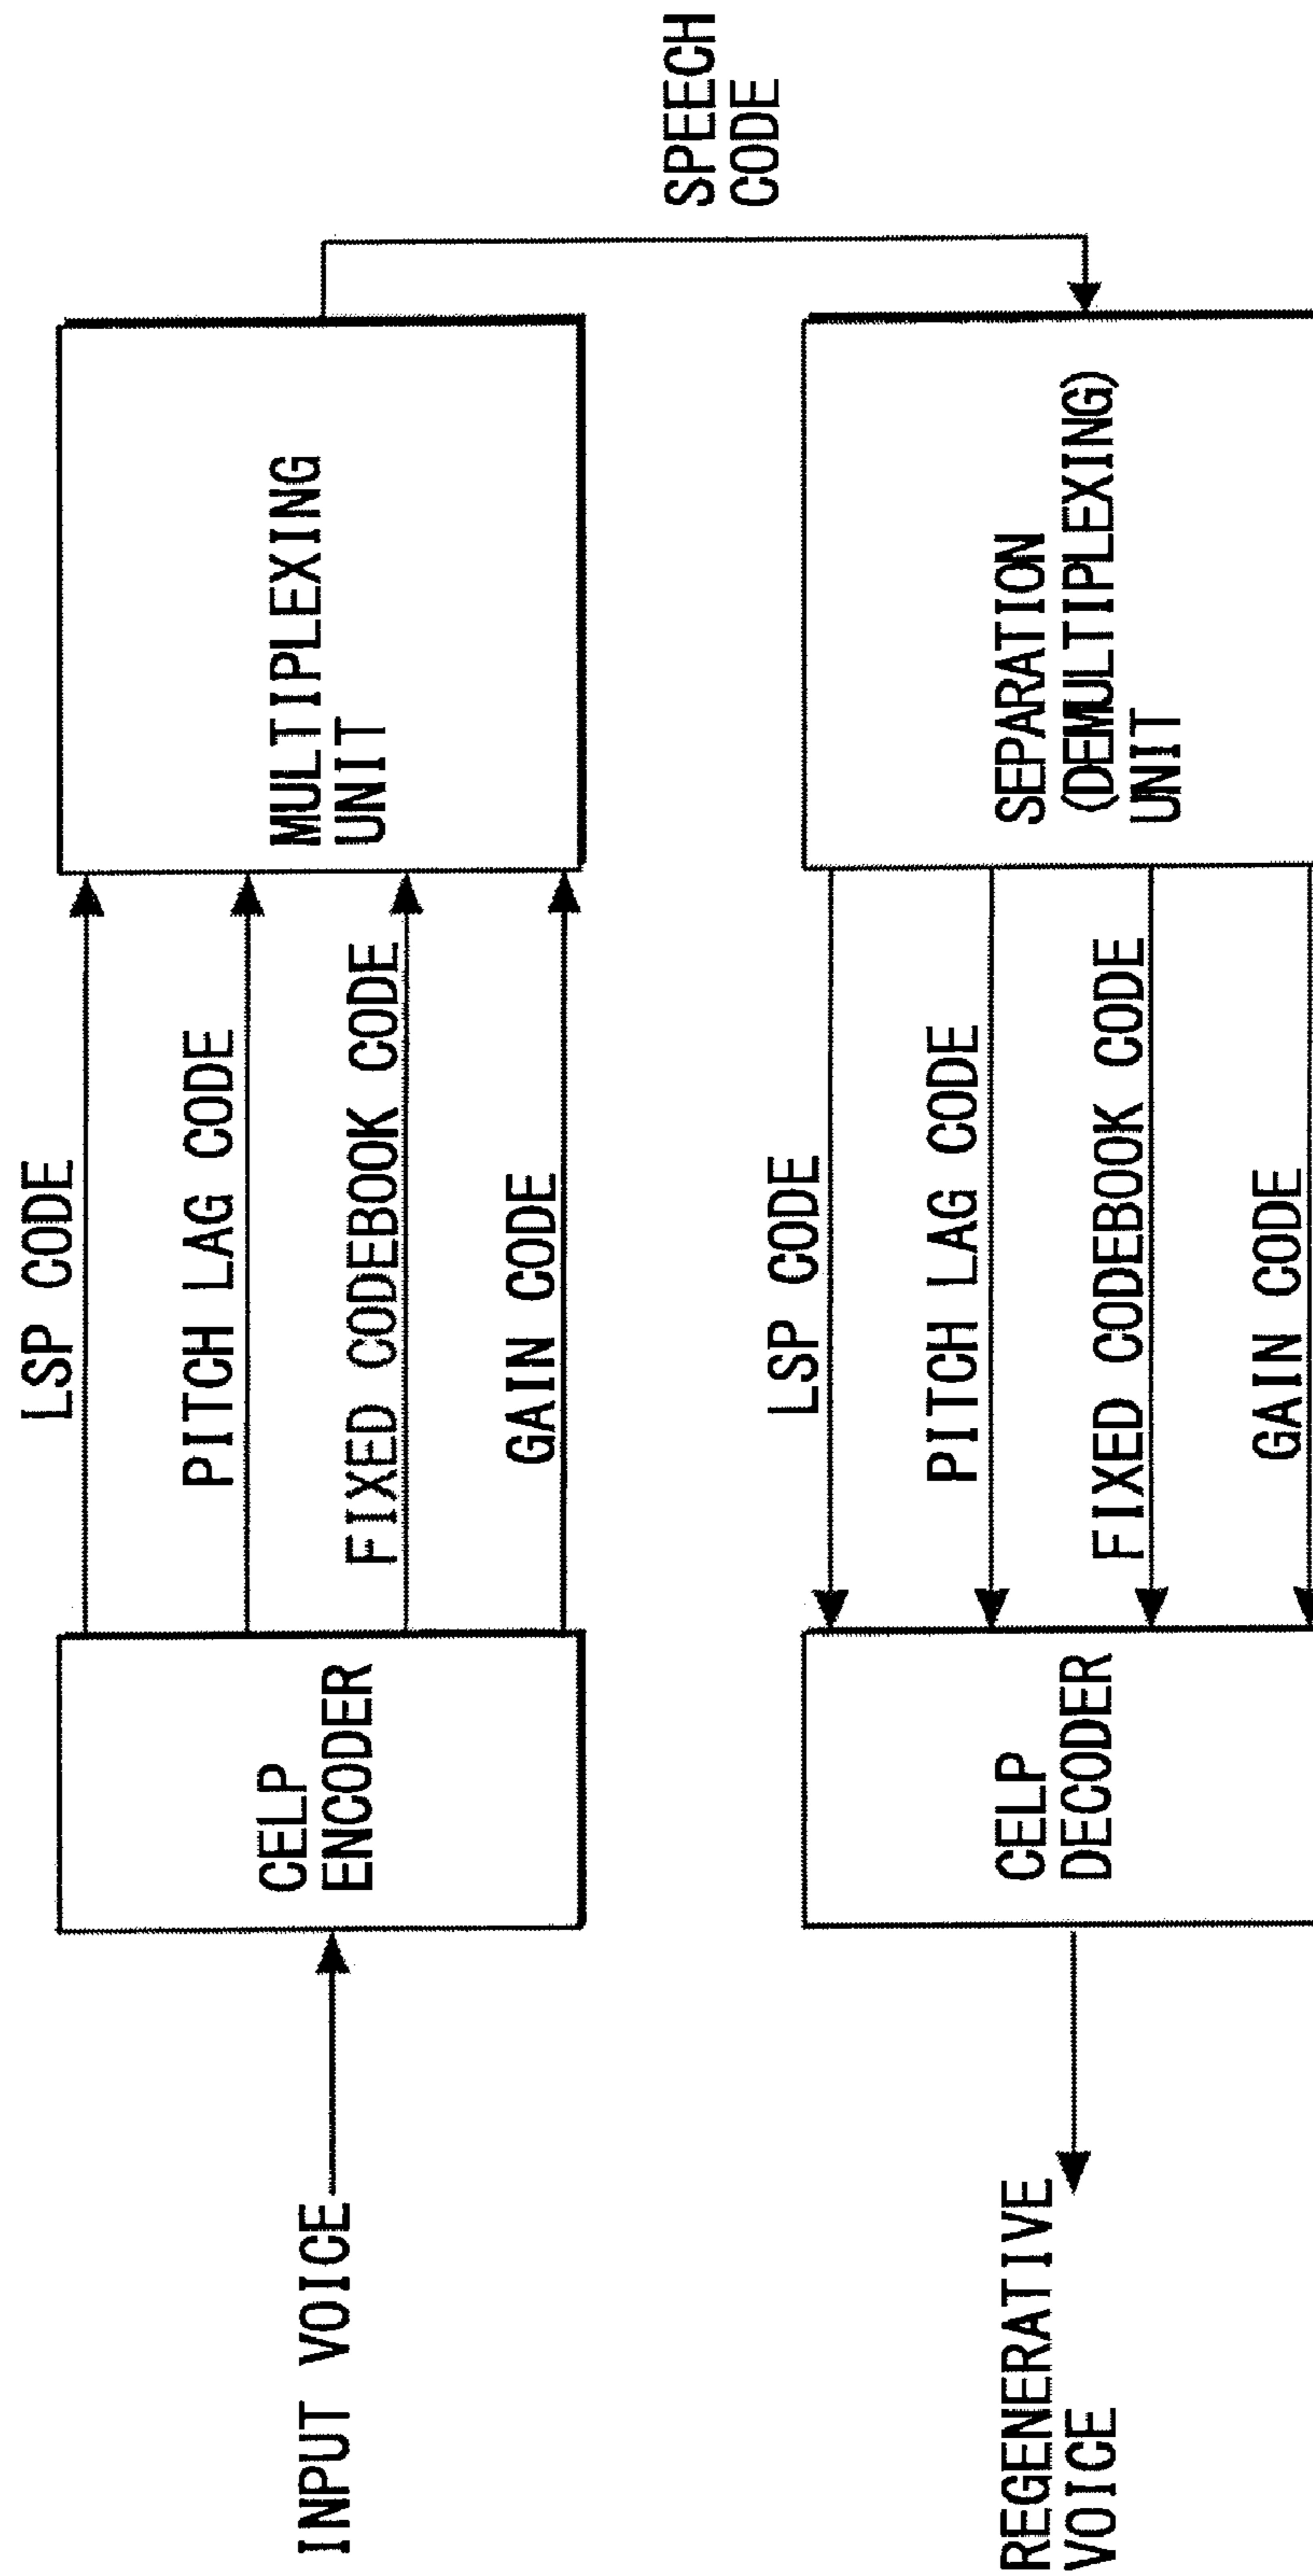 INPUT VOICE
CELP
ENCODER
LSP CODE
PITCH LAG CODE
FIXED CODEBOOK CODE
GAIN CODE
MULTIPLEXING
UNIT
SPEECH
CODE
SEPARATION
(DEMULTIPLEXING)
UNIT
LSP CODE
PITCH LAG CODE
FIXED CODEBOOK CODE
GAIN CODE
CELP
DECODER
REGENERATIVE
VOICE